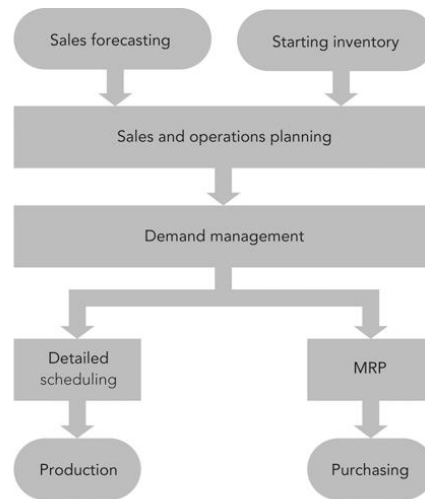 Sales forecasting
Starting inventory
Sales and operations planning
Demand management
Detailed
scheduling
MRP
Production
Purchasing